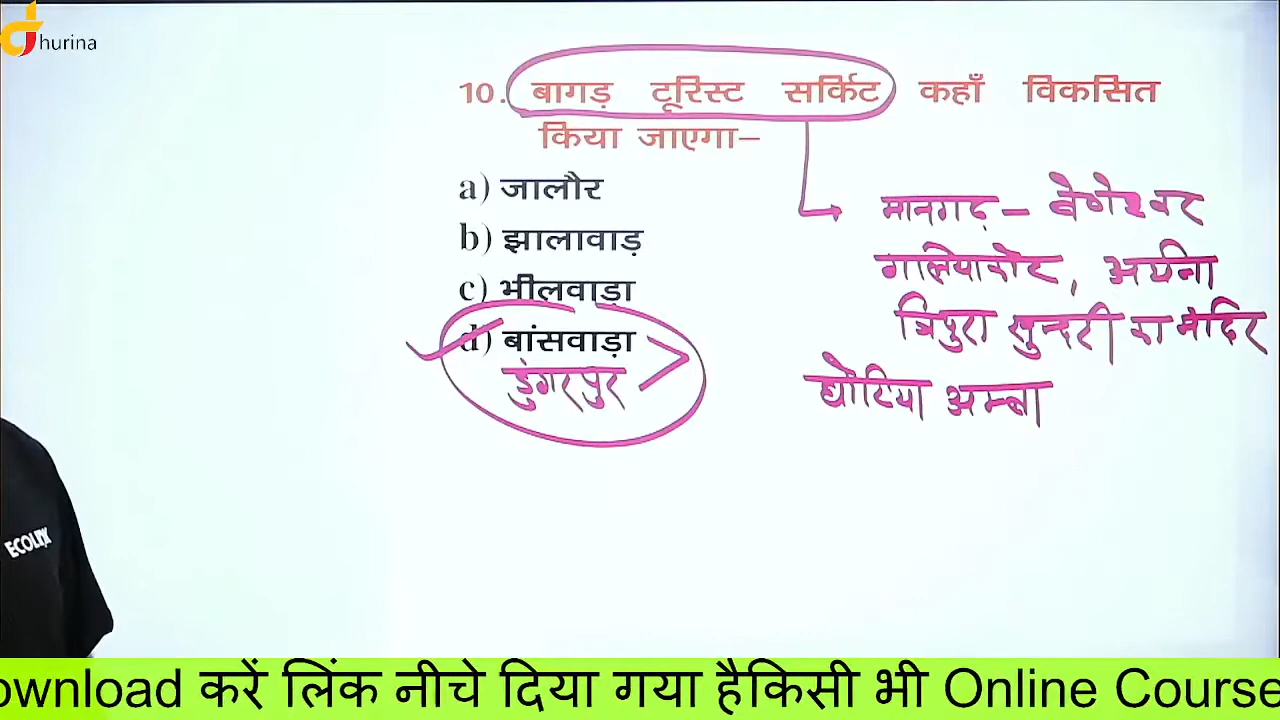 hurina
10. बागड़ टूरिस्ट सर्किट कहाँ विकसित
किया जाएगा–
a) जालौर
b) झालावाड़
c) भीलवाड़ा
d) बांसवाड़ा
डुंगरपुर
मानगढ़ – बेणेश्वर
गलियाकोट, अर्थूना
त्रिपुरा सुन्दरी का मंदिर
घोटिया अम्बा
ECOLIX
ownload करें लिंक नीचे दिया गया हैकिसी भी Online Course